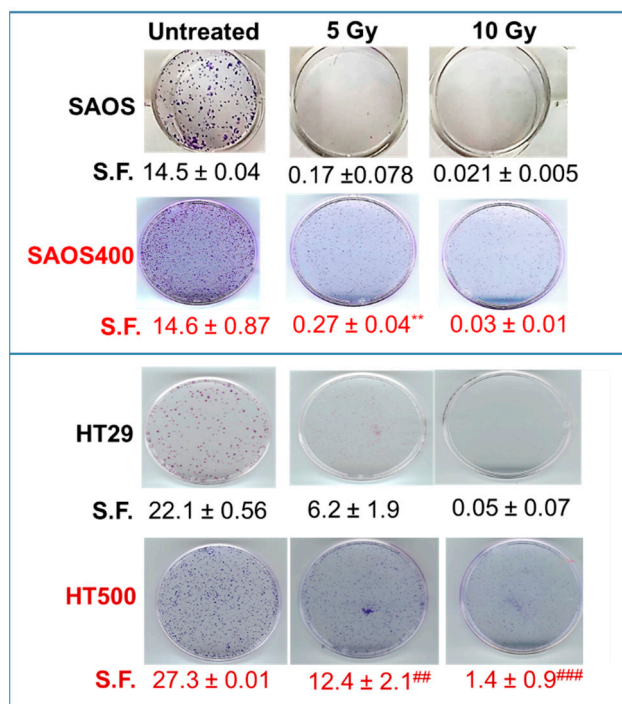 Untreated 5 Gy 10 Gy
SAOS
S.F. 14.5 ± 0.04 0.17 ±0.078 0.021 ± 0.005
SAOS400
S.F. 14.6 ± 0.87 0.27 ± 0.04** 0.03 ± 0.01
HT29
S.F. 22.1 ± 0.56 6.2 ± 1.9 0.05 ± 0.07
HT500
S.F. 27.3 ± 0.01 12.4 ± 2.1## 1.4 ± 0.9###